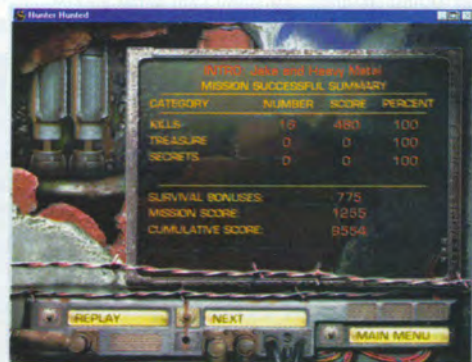 Hunter Hunted
INTRO: Jake and Heavy Metal
MISSION SUCCESSFUL SUMMARY
CATEGORY NUMBER SCORE PERCENT
KILLS 16 480 100
TREASURE 0 0 100
SECRETS 0 0 100
SURVIVAL BONUSES: 775
MISSION SCORE: 1255
CUMULATIVE SCORE: 9554
REPLAY NEXT
MAIN MENU